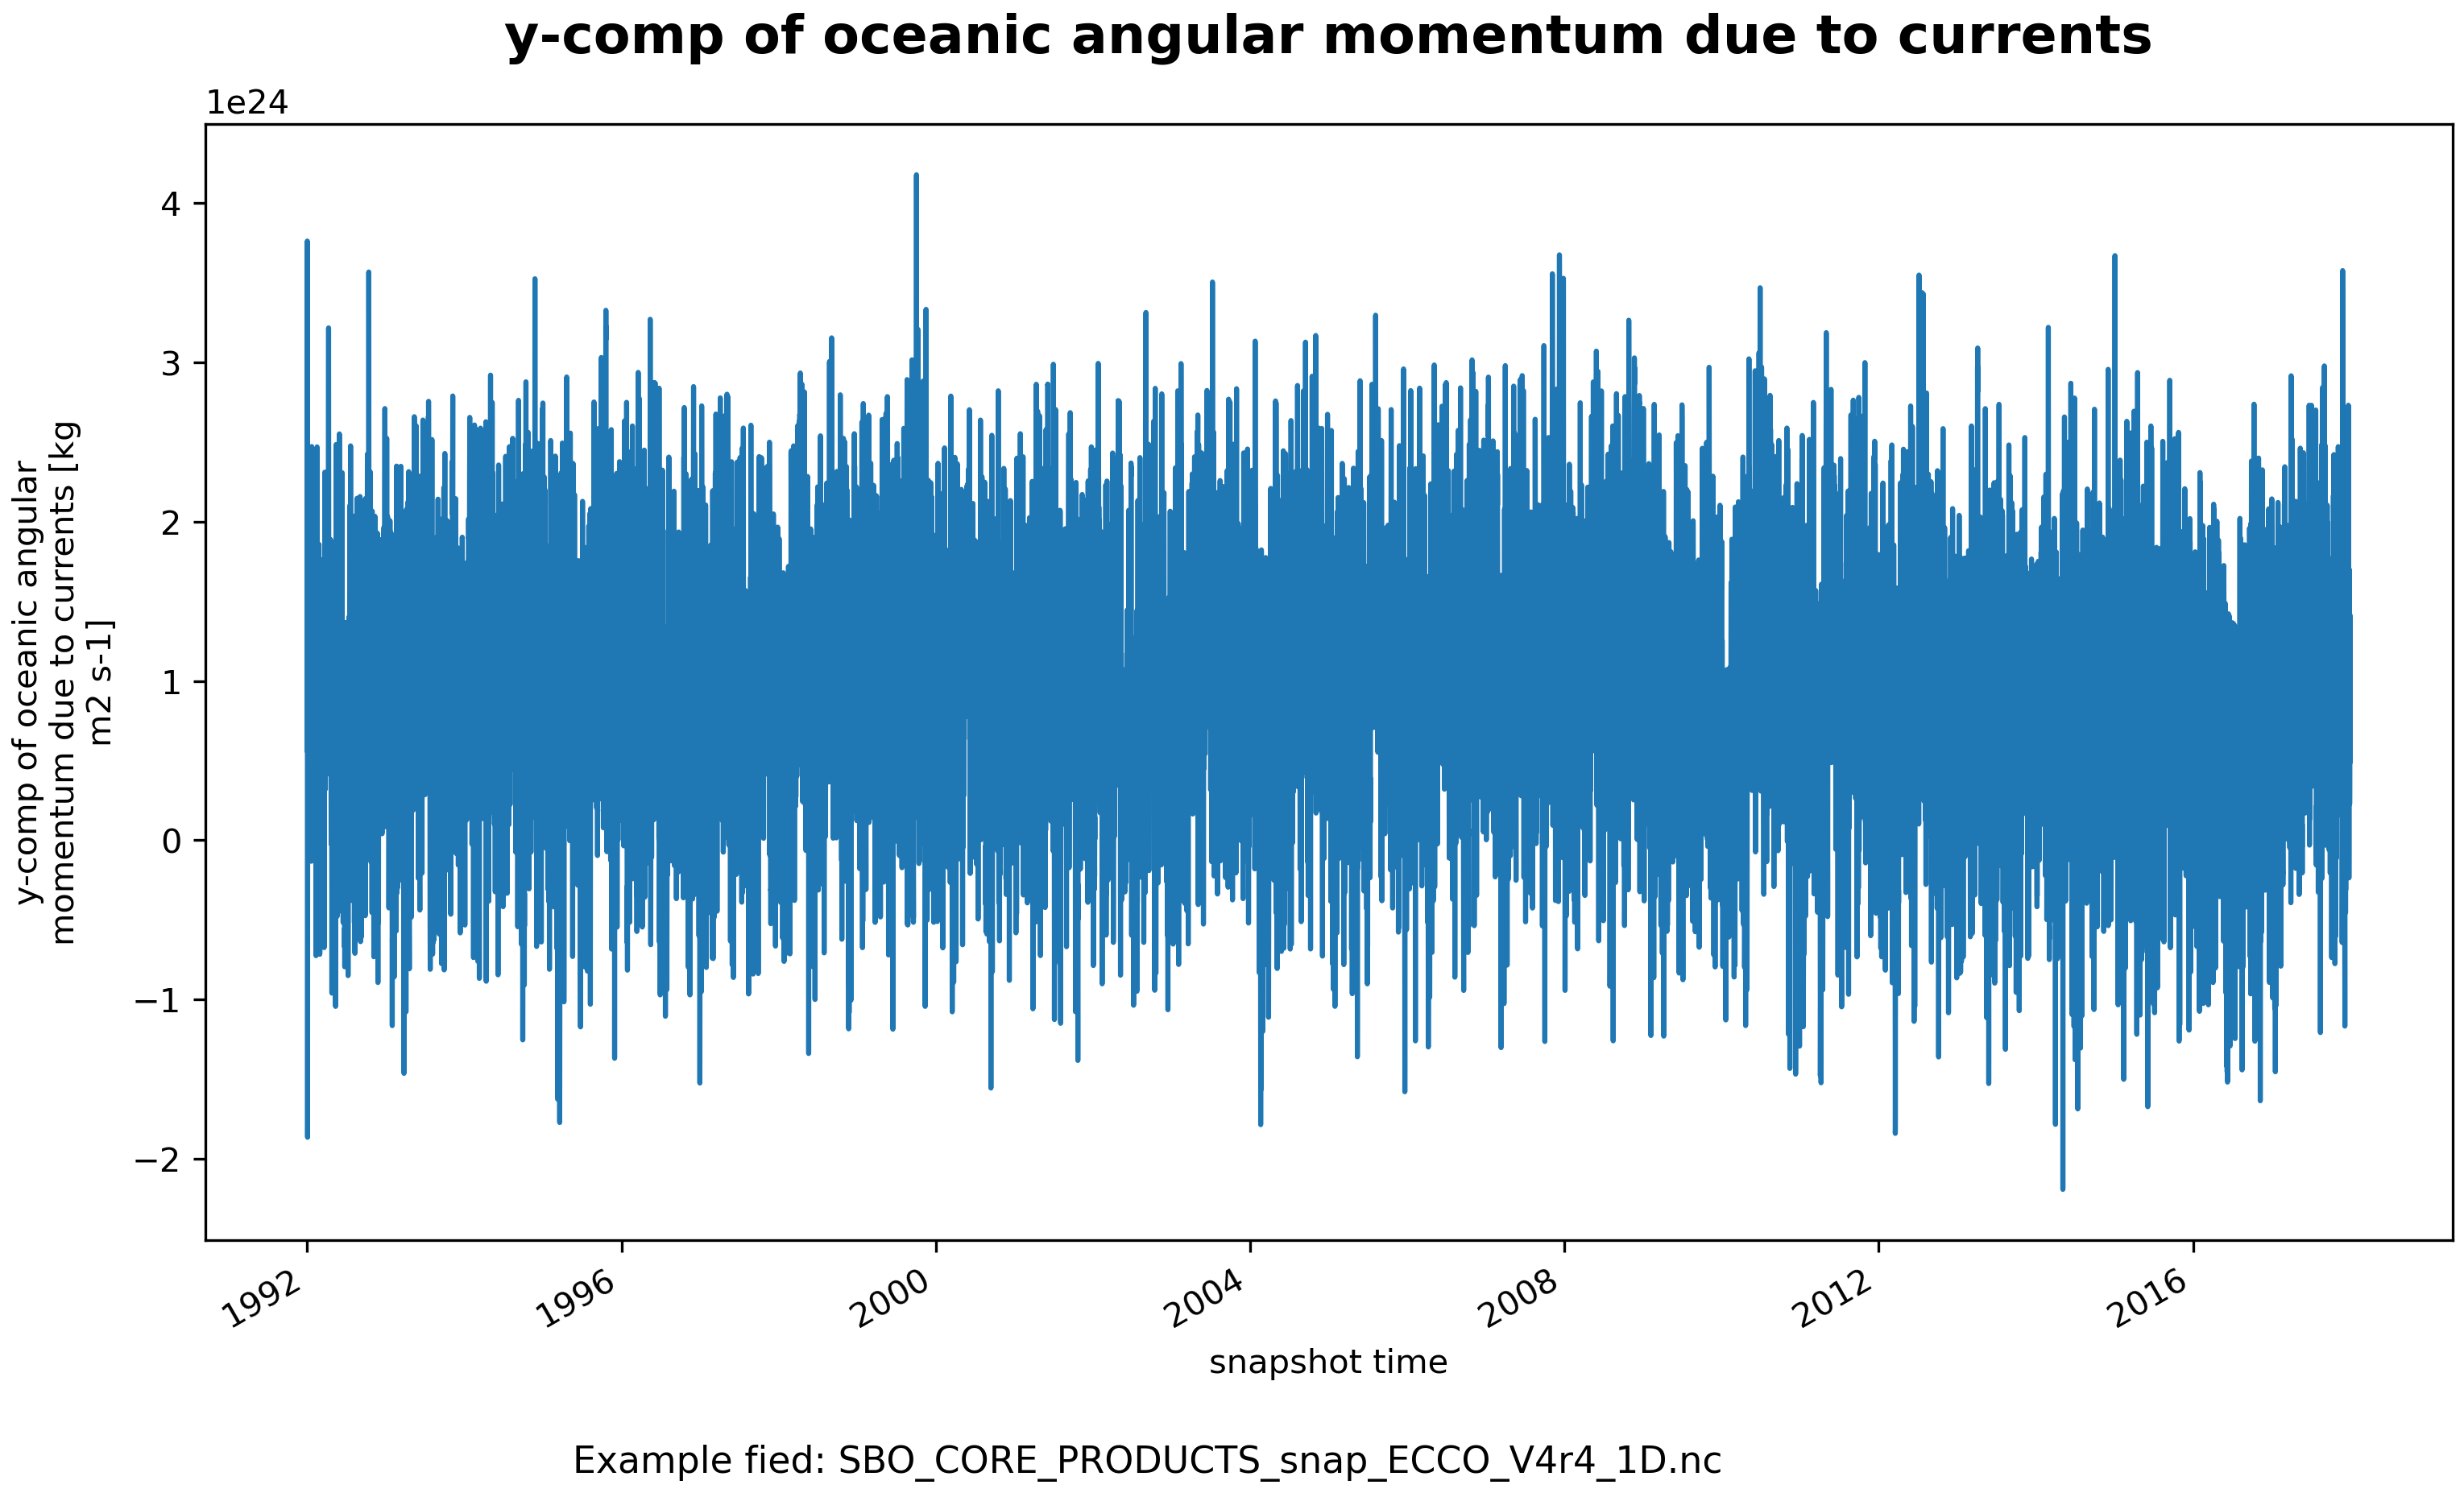 y-comp of oceanic angular momentum due to currents
1e24
4
3
2
1
0
−1
−2
y-comp of oceanic angular
momentum due to currents [kg
m2 s-1]
1992
1996
2000
2004
2008
2012
2016
snapshot time
Example fied: SBO_CORE_PRODUCTS_snap_ECCO_V4r4_1D.nc